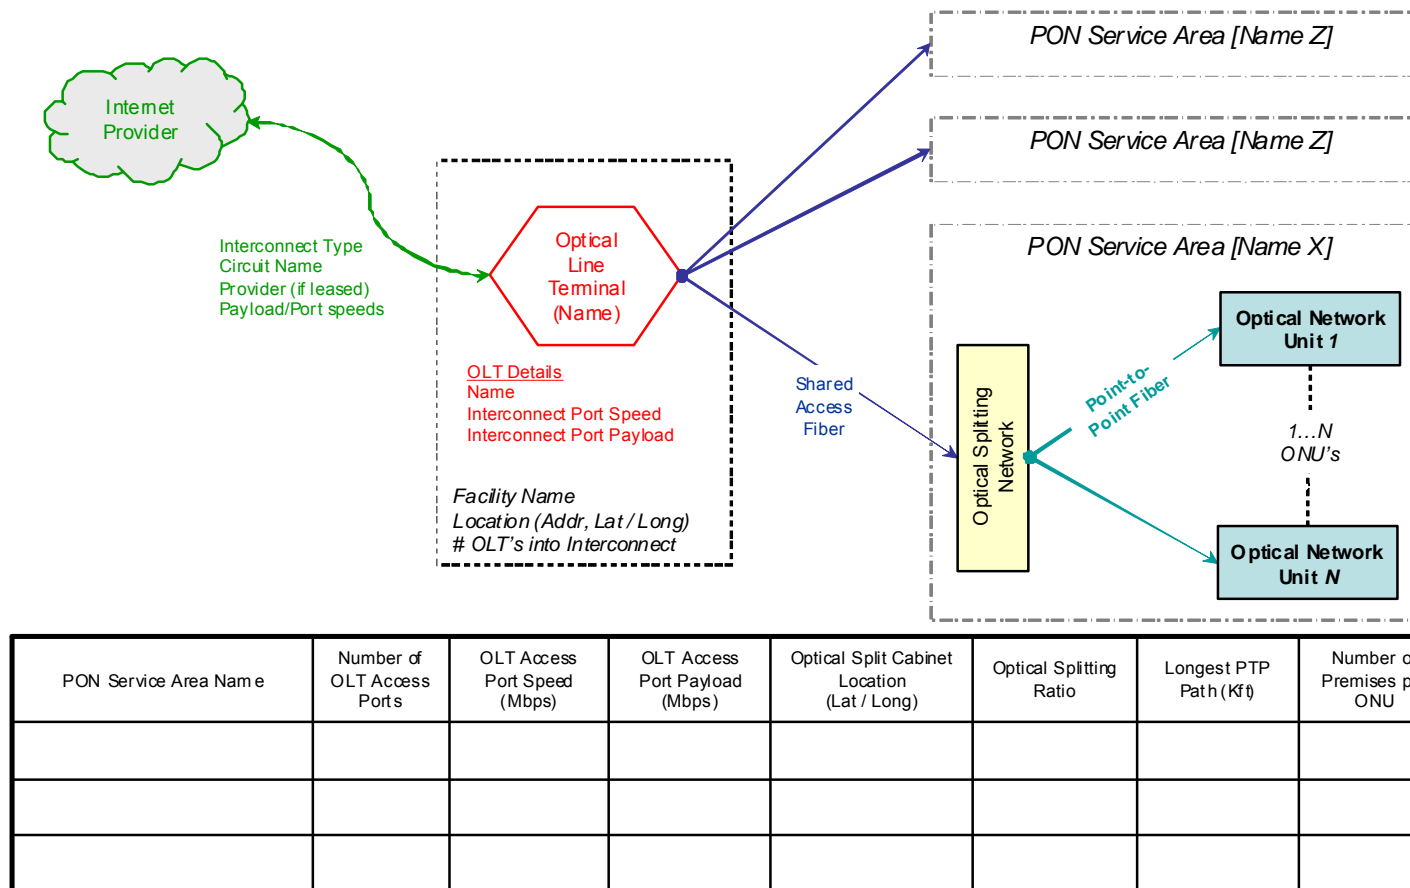 PON Service Area [Name Z]
Internet
Provider
PON Service Area [Name Z]
Optical
Line
Terminal
(Name)
Interconnect Type
Circuit Name
Provider (if leased)
Payload/Port speeds
OLT Details
Name
Interconnect Port Speed
Interconnect Port Payload
Facility Name
Location (Addr, Lat / Long)
# OLT's into Interconnect
Shared
Access
Fiber
PON Service Area [Name X]
Optical Splitting
Network
Point-to-
Point Fiber
Optical Network
Unit 1
1...N
ONU's
Optical Network
Unit N
PON Service Area Name
Number of
OLT Access
Ports
OLT Access
Port Speed
(Mbps)
OLT Access
Port Payload
(Mbps)
Optical Split Cabinet
Location
(Lat / Long)
Optical Splitting
Ratio
Longest PTP
Path (Kft)
Number
Premises
ONU